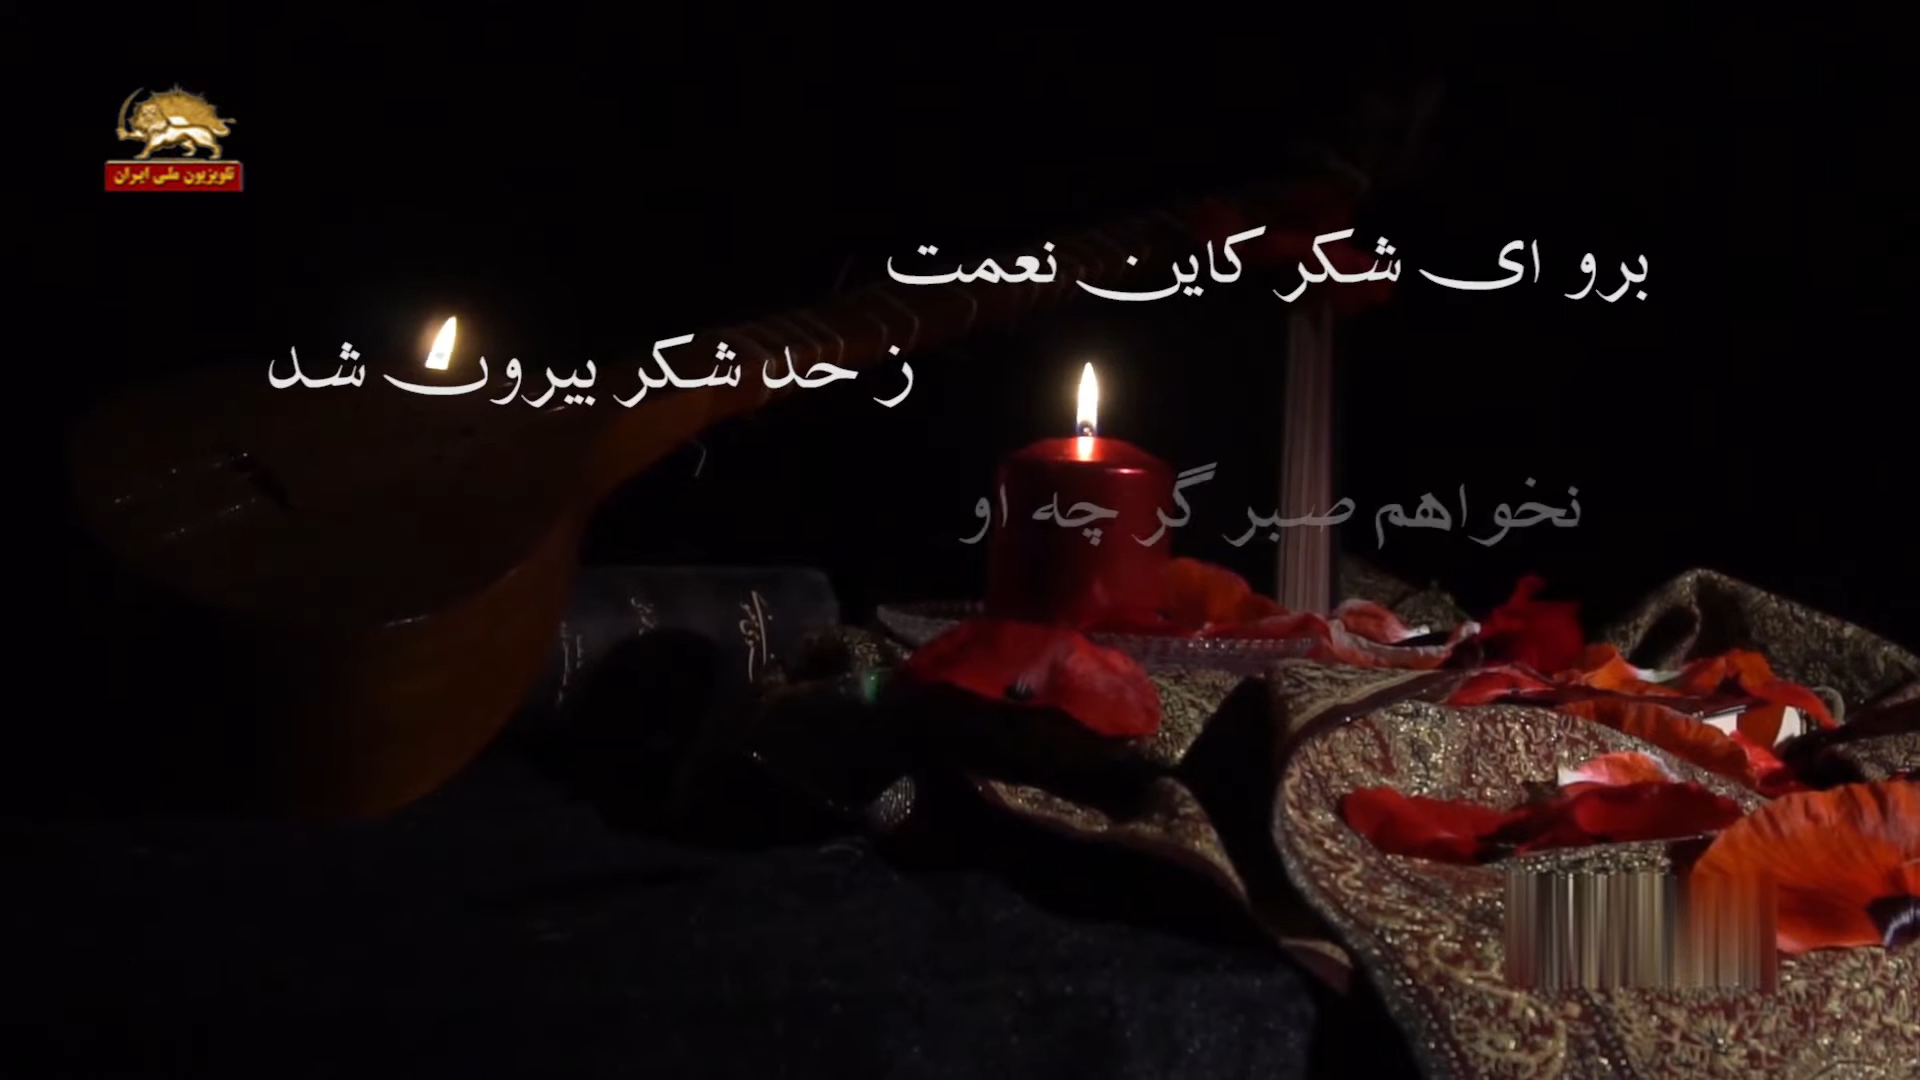 تلویزیون ملی ایران
برو ای شکر کاین نعمت
ز حد شکر بیرون شد
نخواهم صبر گر چه او